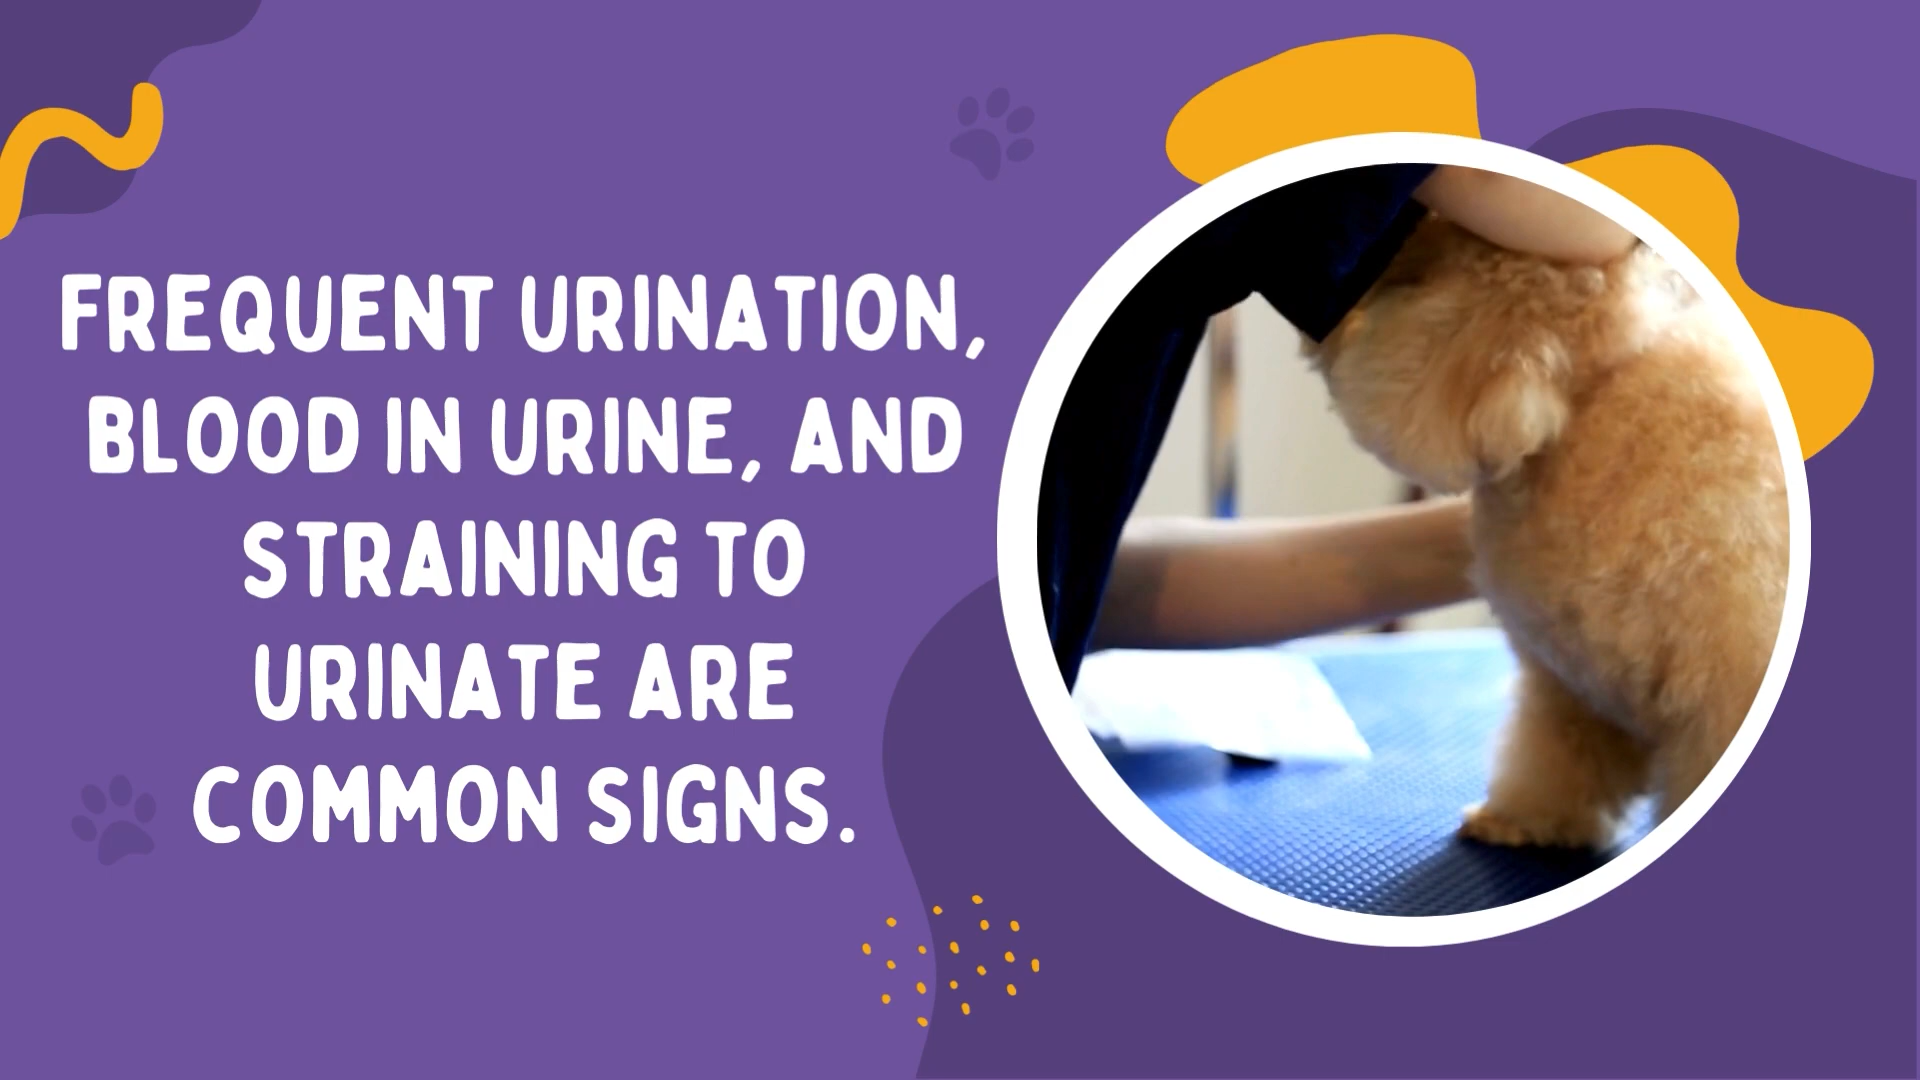 FREQUENT URINATION,
BLOOD IN URINE, AND
STRAINING TO
URINATE ARE
COMMON SIGNS.